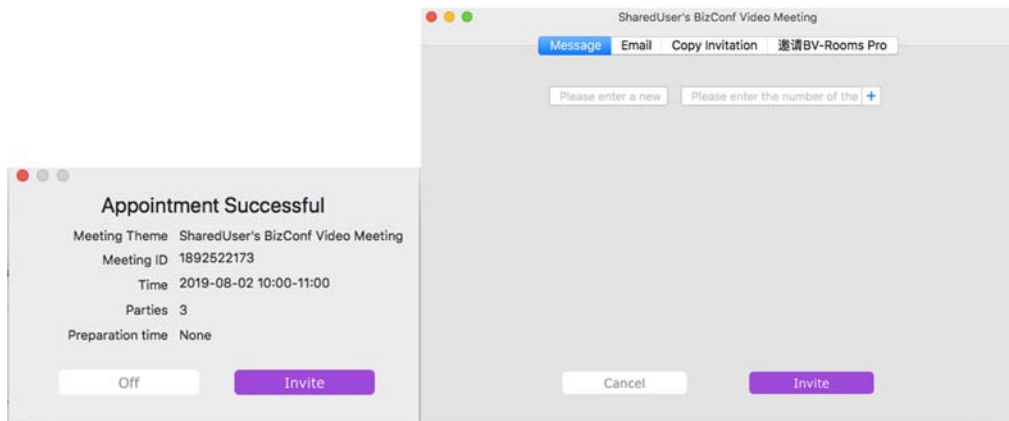 Appointment Successful
Meeting Theme SharedUser's BizConf Video Meeting
Meeting ID 1892522173
Time 2019-08-02 10:00-11:00
Parties 3
Preparation time None
Off Invite
SharedUser's BizConf Video Meeting
Message Email Copy Invitation 邀请BV-Rooms Pro
Please enter a new Please enter the number of the +
Cancel Invite